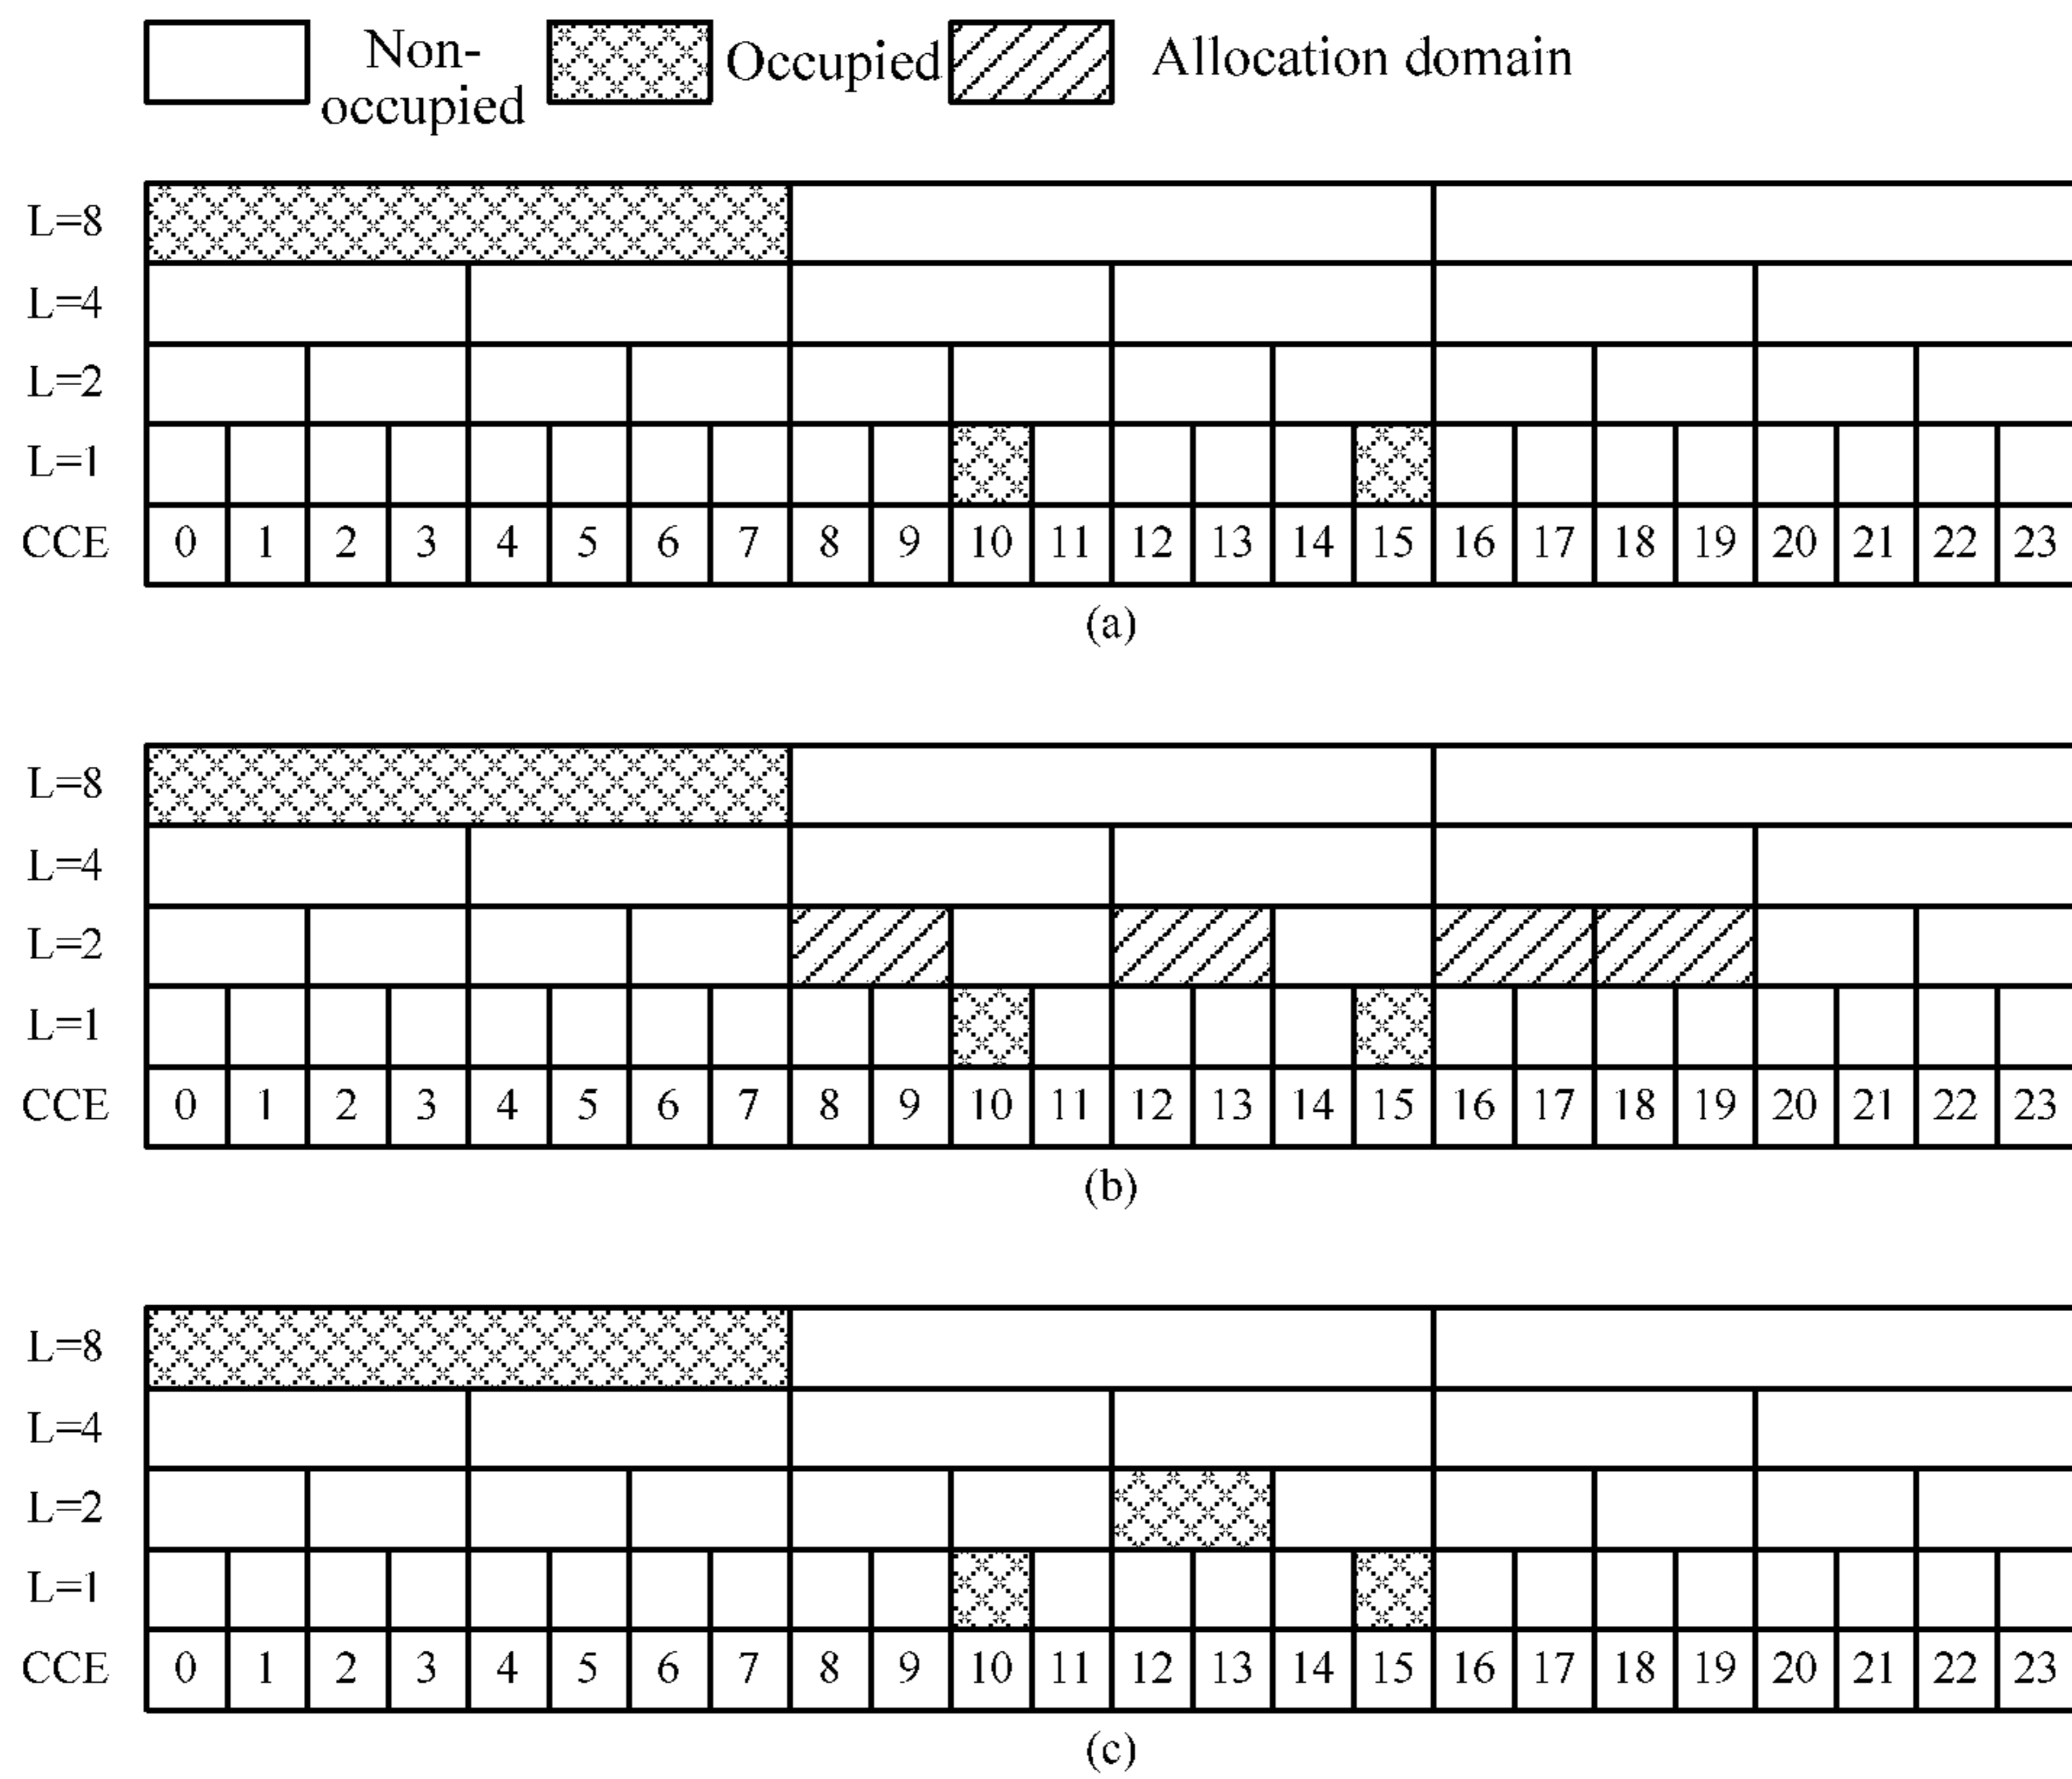 Non-occupied Occupied Allocation domain
L=8
L=4
L=2
L=1
CCE 0 1 2 3 4 5 6 7 8 9 10 11 12 13 14 15 16 17 18 19 20 21 22 23
(a)
L=8
L=4
L=2
L=1
CCE 0 1 2 3 4 5 6 7 8 9 10 11 12 13 14 15 16 17 18 19 20 21 22 23
(b)
L=8
L=4
L=2
L=1
CCE 0 1 2 3 4 5 6 7 8 9 10 11 12 13 14 15 16 17 18 19 20 21 22 23
(c)